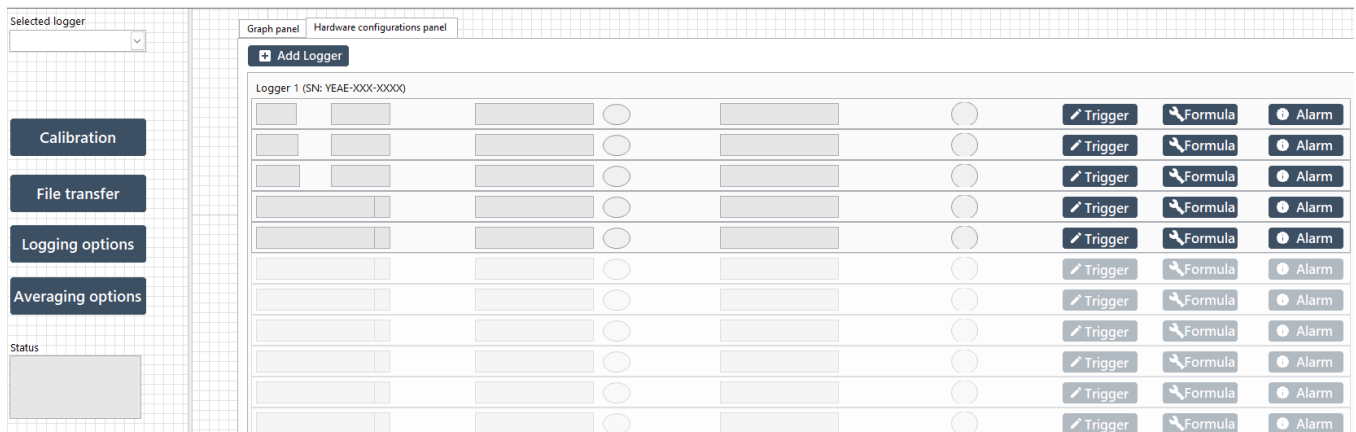 Selected logger
Graph panel
Hardware configurations panel
Add Logger
Logger 1 (SN: YEAE-XXX-XXXX)
Trigger Formula Alarm
Trigger Formula Alarm
Trigger Formula Alarm
Trigger Formula Alarm
Trigger Formula Alarm
Trigger Formula Alarm
Trigger Formula Alarm
Trigger Formula Alarm
Trigger Formula Alarm
Trigger Formula Alarm
Trigger Formula Alarm
Calibration
File transfer
Logging options
Averaging options
Status